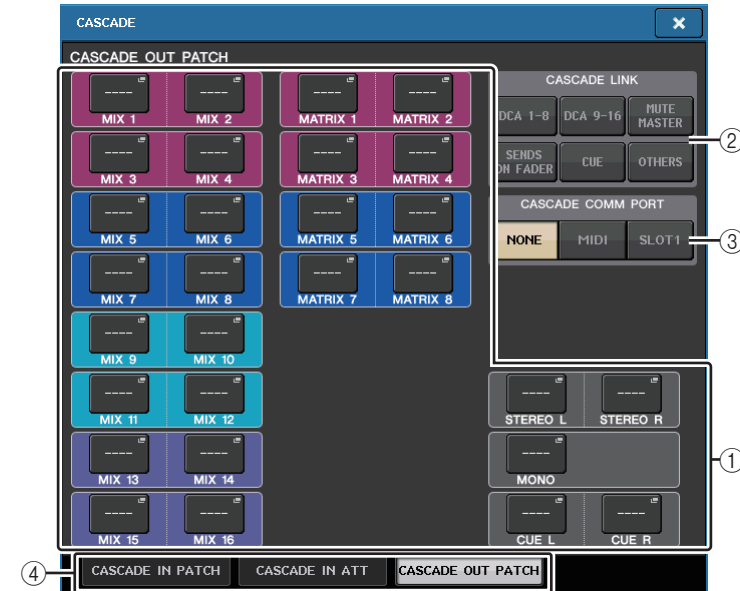 CASCADE
CASCADE OUT PATCH
---- ---- ---- ----
MIX 1 MIX 2 MATRIX 1 MATRIX 2
---- ---- ---- ----
MIX 3 MIX 4 MATRIX 3 MATRIX 4
---- ---- ---- ----
MIX 5 MIX 6 MATRIX 5 MATRIX 6
---- ---- ---- ----
MIX 7 MIX 8 MATRIX 7 MATRIX 8
---- ----
MIX 9 MIX 10
---- ----
MIX 11 MIX 12
---- ----
MIX 13 MIX 14
---- ----
MIX 15 MIX 16
CASCADE LINK
DCA 1-8 DCA 9-16 MUTE
MASTER
②
SENDS
ON FADER CUE OTHERS
CASCADE COMM PORT
NONE MIDI SLOT1
③
---- ----
STEREO L STEREO R
----
MONO
①
---- ----
CUE L CUE R
④
CASCADE IN PATCH CASCADE IN ATT CASCADE OUT PATCH